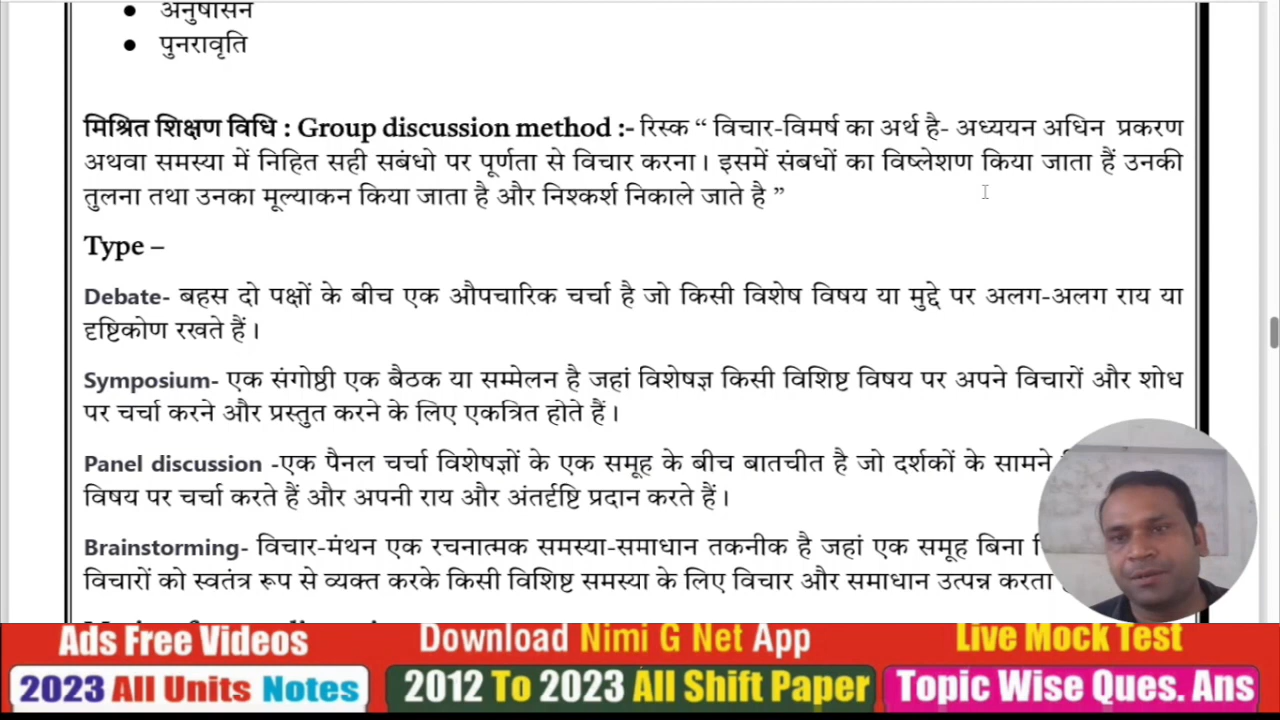 अनुषासन
पुनरावृति
मिश्रित शिक्षण विधि : Group discussion method :- रिस्क “ विचार-विमर्ष का अर्थ है- अध्ययन अधिन प्रकरण
अथवा समस्या में निहित सही सबंधो पर पूर्णता से विचार करना। इसमें संबधों का विष्लेशण किया जाता हैं उनकी
तुलना तथा उनका मूल्याकन किया जाता है और निश्कर्श निकाले जाते है ”
Type –
Debate- बहस दो पक्षों के बीच एक औपचारिक चर्चा है जो किसी विशेष विषय या मुद्दे पर अलग-अलग राय या
दृष्टिकोण रखते हैं।
Symposium- एक संगोष्ठी एक बैठक या सम्मेलन है जहां विशेषज्ञ किसी विशिष्ट विषय पर अपने विचारों और शोध
पर चर्चा करने और प्रस्तुत करने के लिए एकत्रित होते हैं।
Panel discussion -एक पैनल चर्चा विशेषज्ञों के एक समूह के बीच बातचीत है जो दर्शकों के सामने
विषय पर चर्चा करते हैं और अपनी राय और अंतर्दृष्टि प्रदान करते हैं।
Brainstorming- विचार-मंथन एक रचनात्मक समस्या-समाधान तकनीक है जहां एक समूह बिना
विचारों को स्वतंत्र रूप से व्यक्त करके किसी विशिष्ट समस्या के लिए विचार और समाधान उत्पन्न करता
Ads Free Videos Download Nimi G Net App Live Mock Test
2023 All Units Notes 2012 To 2023 All Shift Paper Topic Wise Ques. Ans